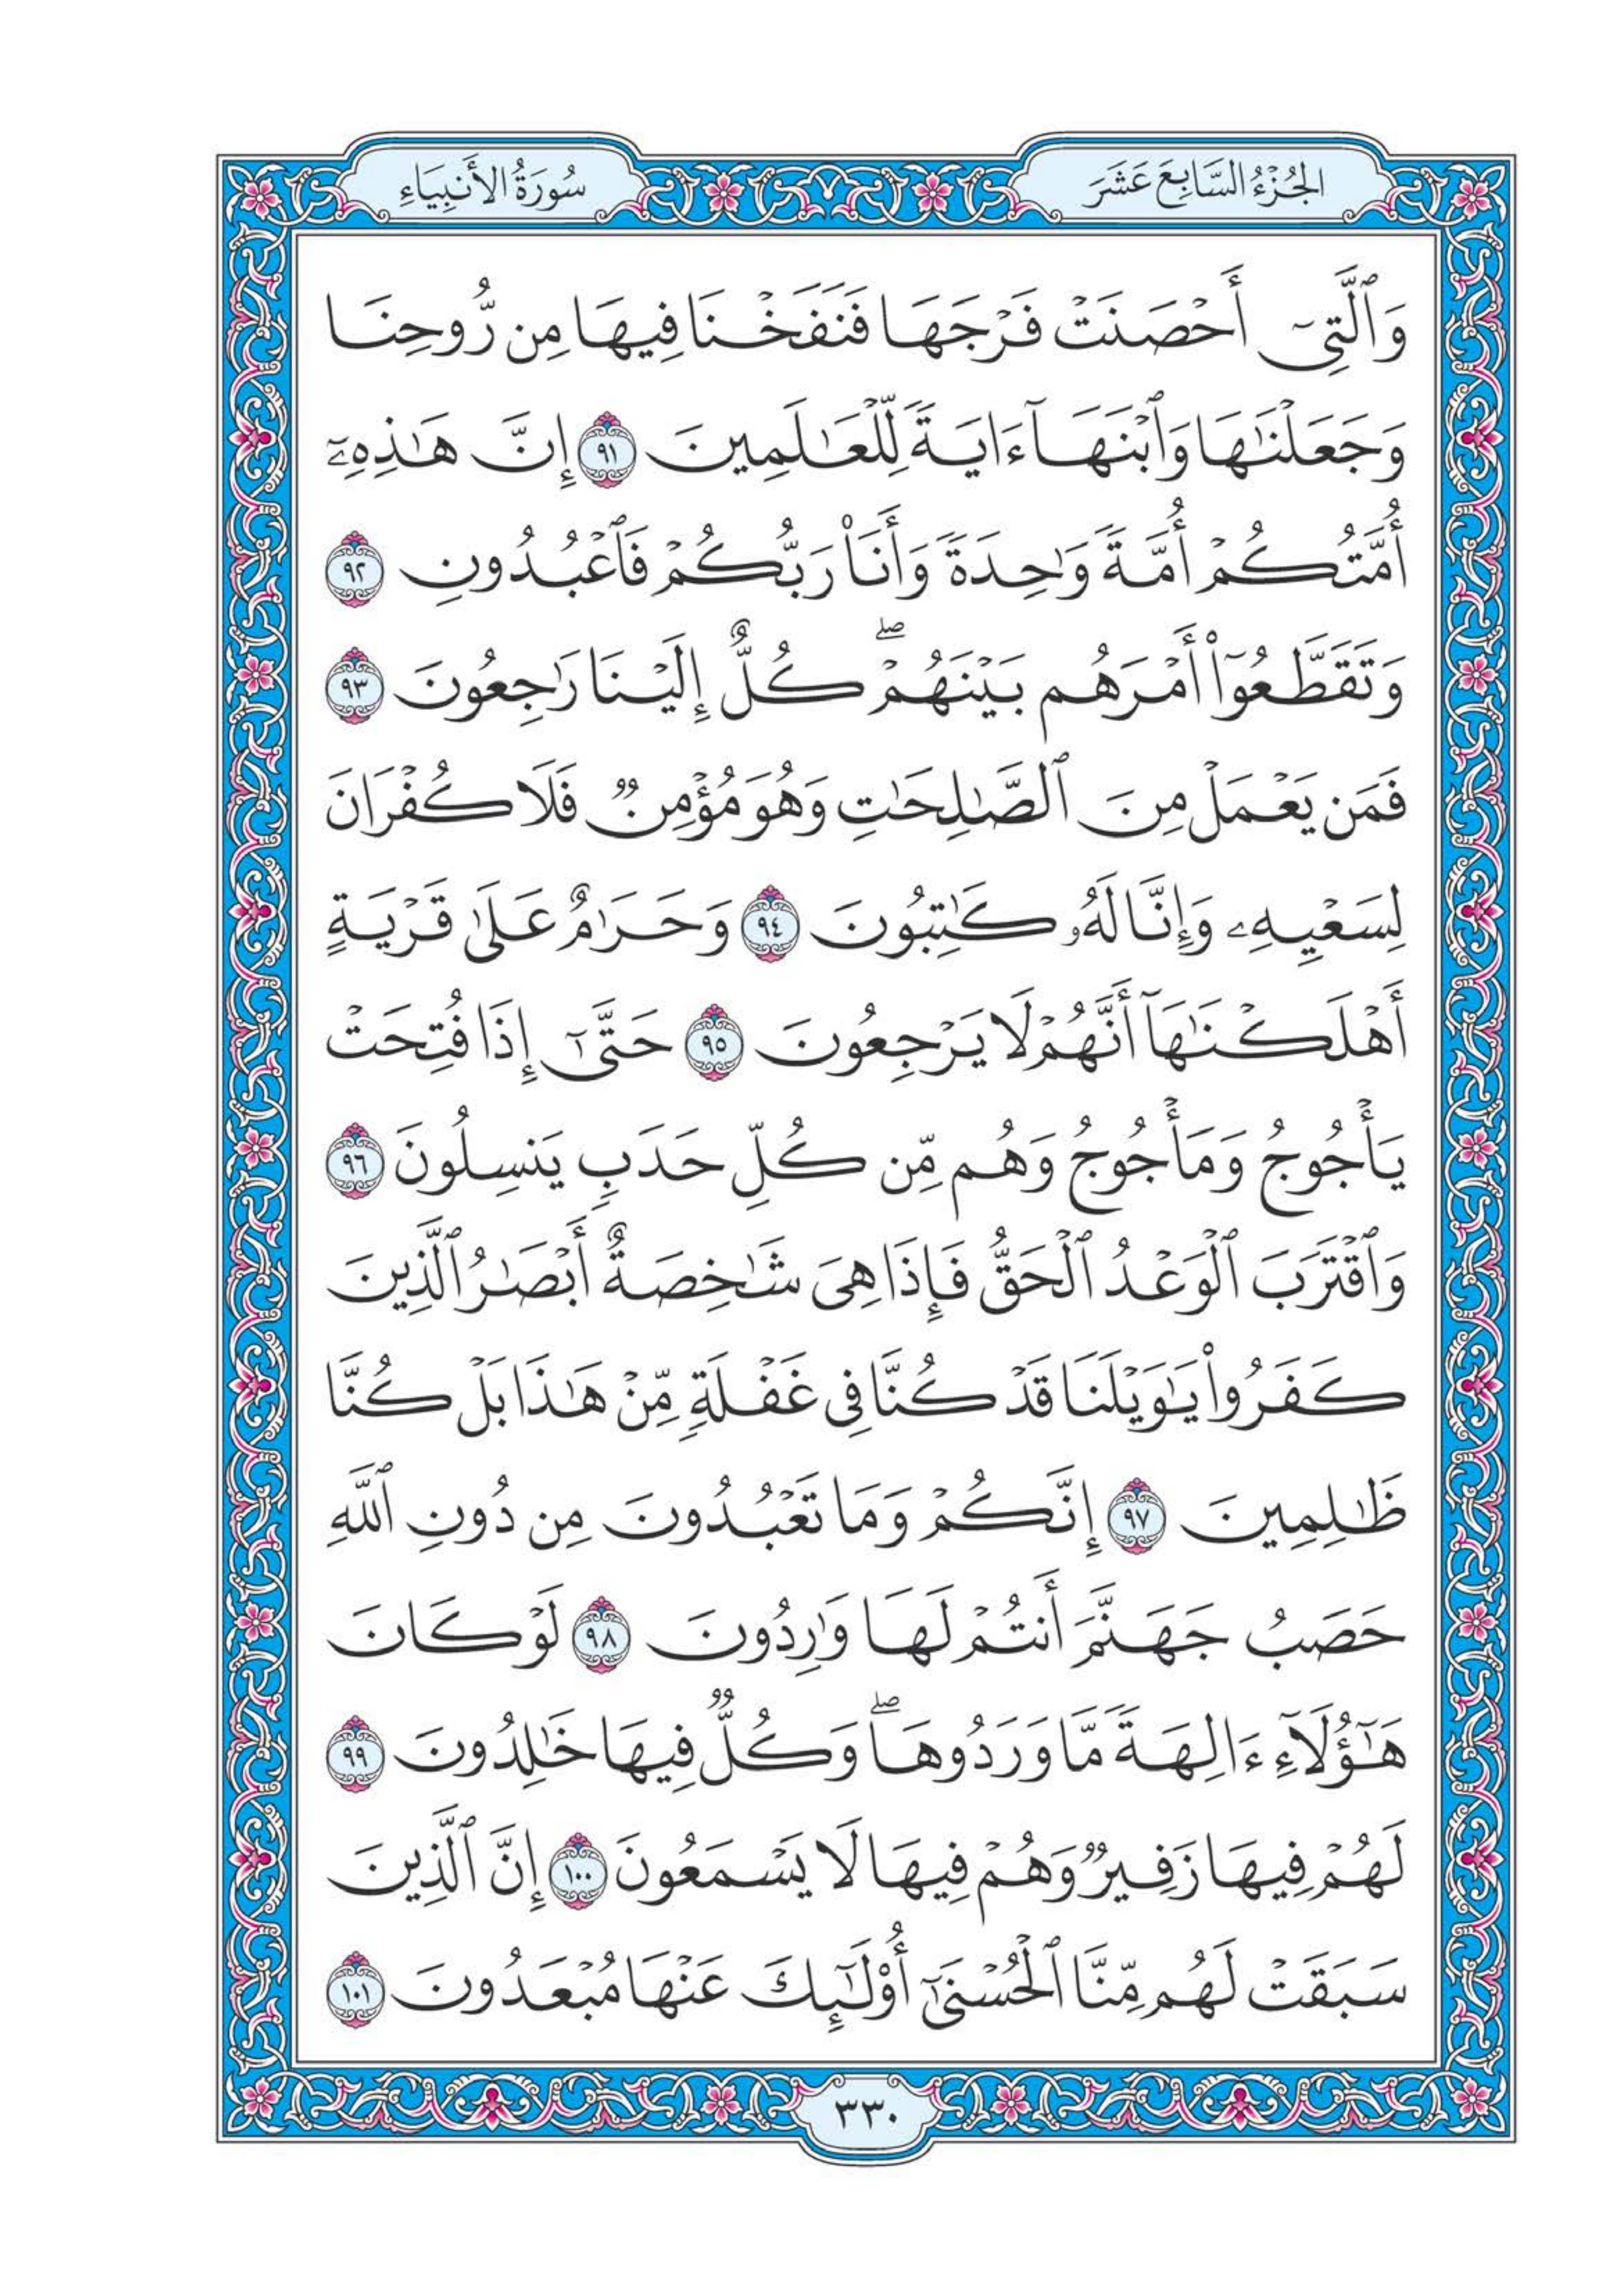 الجُزْءُ السَّابِعَ عَشَرَ
سُورَةُ الأَنبِيَاءِ
وَٱلَّتِىٓ أَحْصَنَتْ فَرْجَهَا فَنَفَخْنَا فِيهَا مِن رُّوحِنَا
وَجَعَلْنَٰهَا وَٱبْنَهَآ ءَايَةً لِّلْعَٰلَمِينَ ٩١ إِنَّ هَٰذِهِۦٓ
أُمَّتُكُمْ أُمَّةً وَٰحِدَةً وَأَنَا۠ رَبُّكُمْ فَٱعْبُدُونِ ٩٢
وَتَقَطَّعُوٓا۟ أَمْرَهُم بَيْنَهُمْ ۖ كُلٌّ إِلَيْنَا رَٰجِعُونَ ٩٣
فَمَن يَعْمَلْ مِنَ ٱلصَّٰلِحَٰتِ وَهُوَ مُؤْمِنٌ فَلَا كُفْرَانَ
لِسَعْيِهِۦ وَإِنَّا لَهُۥ كَٰتِبُونَ ٩٤ وَحَرَٰمٌ عَلَىٰ قَرْيَةٍ
أَهْلَكْنَٰهَآ أَنَّهُمْ لَا يَرْجِعُونَ ٩٥ حَتَّىٰٓ إِذَا فُتِحَتْ
يَأْجُوجُ وَمَأْجُوجُ وَهُم مِّن كُلِّ حَدَبٍ يَنسِلُونَ ٩٦
وَٱقْتَرَبَ ٱلْوَعْدُ ٱلْحَقُّ فَإِذَا هِىَ شَٰخِصَةٌ أَبْصَٰرُ ٱلَّذِينَ
كَفَرُوا۟ يَٰوَيْلَنَا قَدْ كُنَّا فِى غَفْلَةٍ مِّنْ هَٰذَا بَلْ كُنَّا
ظَٰلِمِينَ ٩٧ إِنَّكُمْ وَمَا تَعْبُدُونَ مِن دُونِ ٱللَّهِ
حَصَبُ جَهَنَّمَ أَنتُمْ لَهَا وَٰرِدُونَ ٩٨ لَوْ كَانَ
هَٰٓؤُلَآءِ ءَالِهَةً مَّا وَرَدُوهَا ۖ وَكُلٌّ فِيهَا خَٰلِدُونَ ٩٩
لَهُمْ فِيهَا زَفِيرٌ وَهُمْ فِيهَا لَا يَسْمَعُونَ ١٠٠ إِنَّ ٱلَّذِينَ
سَبَقَتْ لَهُم مِّنَّا ٱلْحُسْنَىٰٓ أُو۟لَٰٓئِكَ عَنْهَا مُبْعَدُونَ ١٠١
٣٣٠